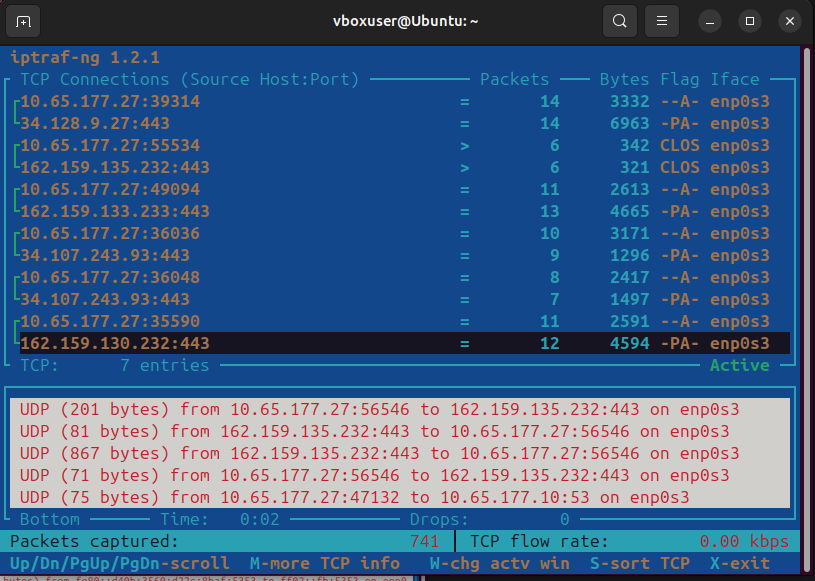 vboxuser@Ubuntu: ~
iptraf-ng 1.2.1
TCP Connections (Source Host:Port) Packets Bytes Flag Iface
10.65.177.27:39314 = 14 3332 --A- enp0s3
34.128.9.27:443 = 14 6963 -PA- enp0s3
10.65.177.27:55534 > 6 342 CLOS enp0s3
162.159.135.232:443 > 6 321 CLOS enp0s3
10.65.177.27:49094 = 11 2613 --A- enp0s3
162.159.133.233:443 = 13 4665 -PA- enp0s3
10.65.177.27:36036 = 10 3171 --A- enp0s3
34.107.243.93:443 = 9 1296 -PA- enp0s3
10.65.177.27:36048 = 8 2417 --A- enp0s3
34.107.243.93:443 = 7 1497 -PA- enp0s3
10.65.177.27:35590 = 11 2591 --A- enp0s3
162.159.130.232:443 = 12 4594 -PA- enp0s3
TCP: 7 entries Active
UDP (201 bytes) from 10.65.177.27:56546 to 162.159.135.232:443 on enp0s3
UDP (81 bytes) from 162.159.135.232:443 to 10.65.177.27:56546 on enp0s3
UDP (867 bytes) from 162.159.135.232:443 to 10.65.177.27:56546 on enp0s3
UDP (71 bytes) from 10.65.177.27:56546 to 162.159.135.232:443 on enp0s3
UDP (75 bytes) from 10.65.177.27:47132 to 10.65.177.10:53 on enp0s3
Bottom Time: 0:02 Drops: 0
Packets captured: 741 TCP flow rate: 0.00 kbps
Up/Dn/PgUp/PgDn-scroll M-more TCP info W-chg actv win S-sort TCP X-exit